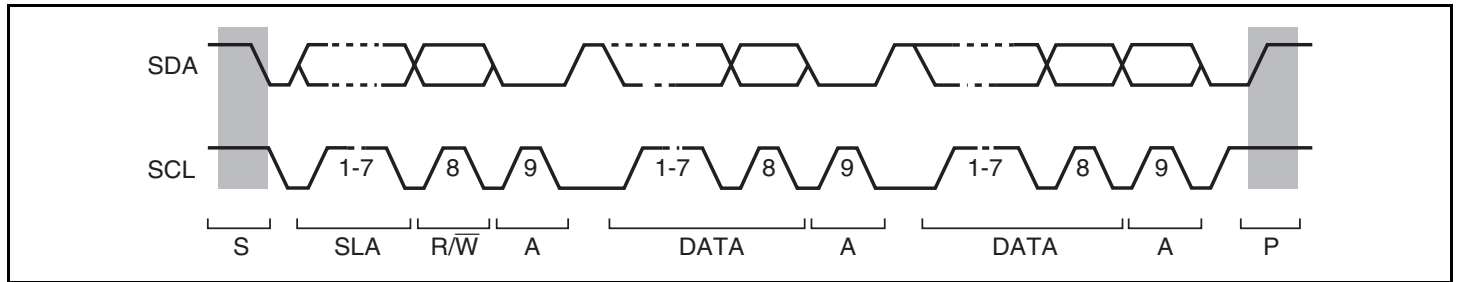 SDA
SCL
1-7 8 9 1-7 8 9 1-7 8 9
S SLA R/W̅ A DATA A DATA A P